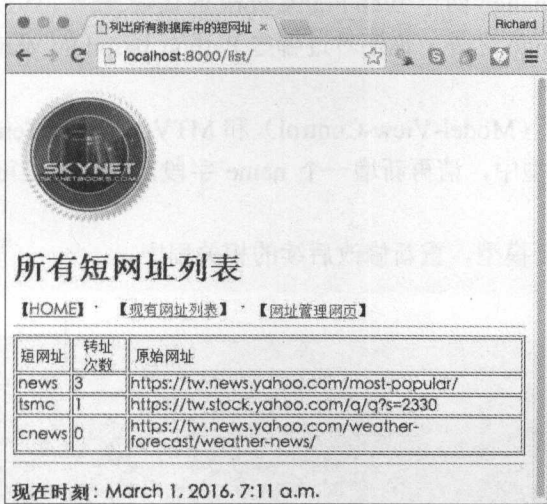 列出所有数据库中的短网址 ×
Richard
localhost:8000/list/
SKYNET
SKYNETBOOKS.COM
所有短网址列表
【HOME】· 【现有网址列表】· 【网址管理网页】
短网址 转址次数 原始网址
news 3 https://tw.news.yahoo.com/most-popular/
tsmc 1 https://tw.stock.yahoo.com/q/q?s=2330
cnews 0 https://tw.news.yahoo.com/weather-
forecast/weather-news/
现在时刻: March 1, 2016, 7:11 a.m.